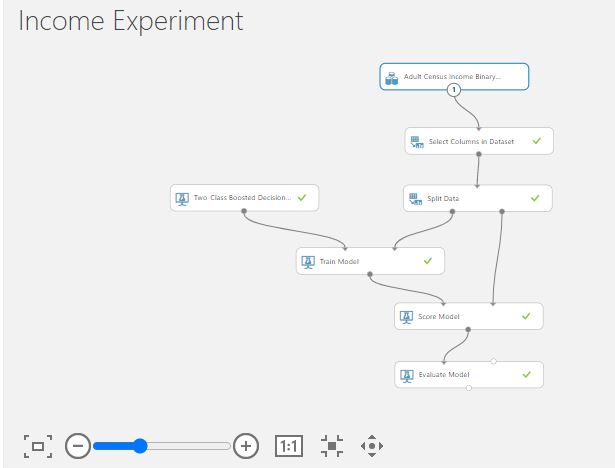 Income Experiment
Adult Census Income Binary...
1
Select Columns in Dataset
Two-Class Boosted Decision...
Split Data
Train Model
Score Model
Evaluate Model
1:1